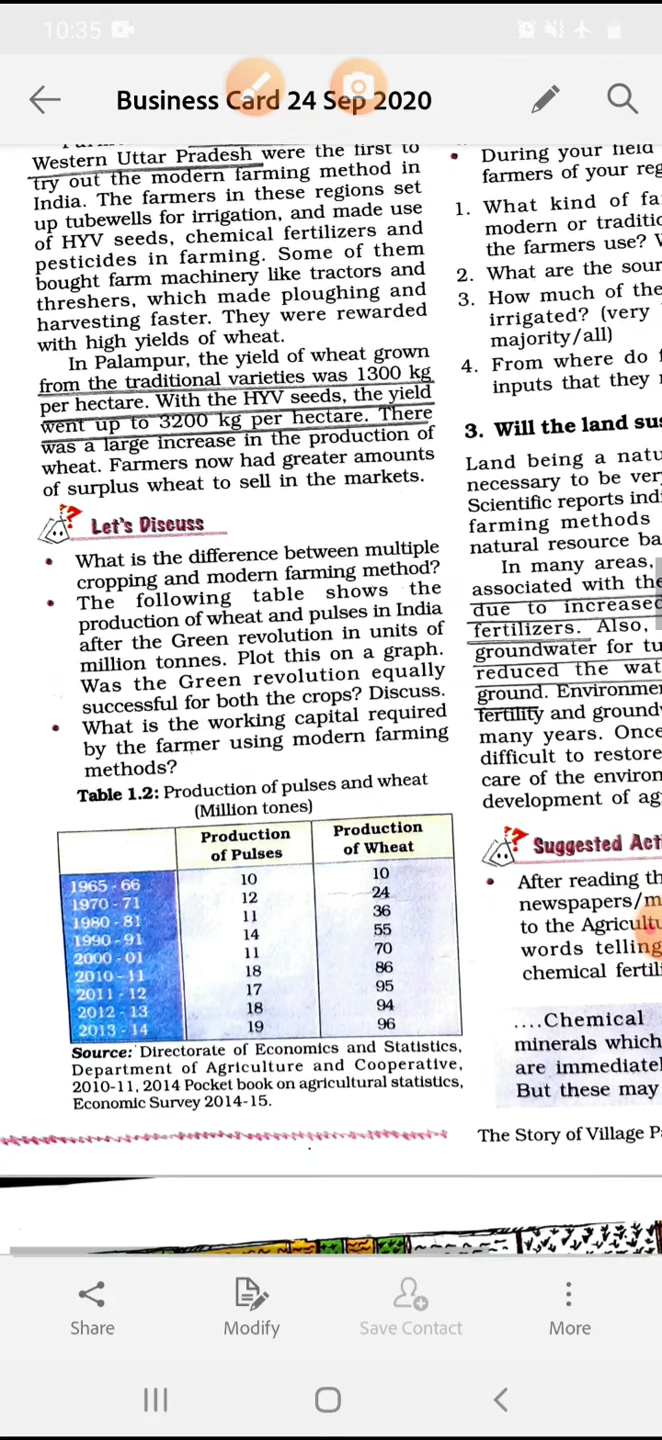 10:35
Business Card 24 Sep 2020
Western Uttar Pradesh were the first to
try out the modern farming method in
India. The farmers in these regions set
up tubewells for irrigation, and made use
of HYV seeds, chemical fertilizers and
pesticides in farming. Some of them
bought farm machinery like tractors and
threshers, which made ploughing and
harvesting faster. They were rewarded
with high yields of wheat.
In Palampur, the yield of wheat grown
from the traditional varieties was 1300 kg
per hectare. With the HYV seeds, the yield
went up to 3200 kg per hectare. There
was a large increase in the production of
wheat. Farmers now had greater amounts
of surplus wheat to sell in the markets.
Let's Discuss
• What is the difference between multiple
cropping and modern farming method?
• The following table shows the
production of wheat and pulses in India
after the Green revolution in units of
million tonnes. Plot this on a graph.
Was the Green revolution equally
successful for both the crops? Discuss.
• What is the working capital required
by the farmer using modern farming
methods?
Table 1.2: Production of pulses and wheat
(Million tones)
Production of Pulses Production of Wheat
1965 - 66 10 10
1970 - 71 12 24
1980 - 81 11 36
1990 - 91 14 55
2000 - 01 11 70
2010 - 11 18 86
2011 - 12 17 95
2012 - 13 18 94
2013 - 14 19 96
Source: Directorate of Economics and Statistics,
Department of Agriculture and Cooperative,
2010-11, 2014 Pocket book on agricultural statistics,
Economic Survey 2014-15.
• During your field
farmers of your reg
1. What kind of fa
modern or traditio
the farmers use?
2. What are the sour
3. How much of the
irrigated? (very
majority/all)
4. From where do
inputs that they
3. Will the land sus
Land being a natu
necessary to be very
Scientific reports indi
farming methods
natural resource ba
In many areas,
associated with the
due to increased
fertilizers. Also,
groundwater for tu
reduced the wat
ground. Environmen
fertility and ground
many years. Once
difficult to restore
care of the environ
development of ag
Suggested Acti
• After reading th
newspapers/m
to the Agricultu
words telling
chemical fertil
....Chemical
minerals which
are immediatel
But these may
The Story of Village Pa
Share
Modify
Save Contact
More